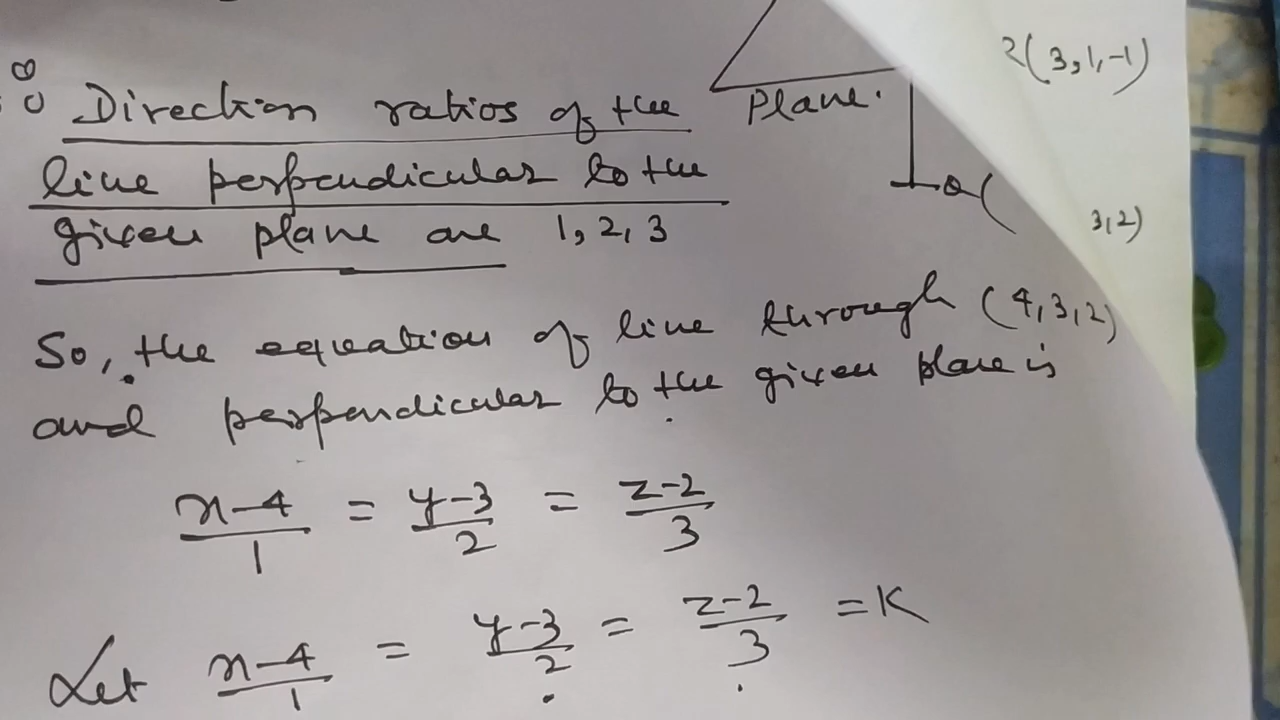 Direction ratios of the
line perpendicular to the
given plane are 1, 2, 3
Plane.
(3, 1, -1)
Q(
3, 2)
So, the equation of line through (4, 3, 2)
and perpendicular to the given plane is
x-4/1 = y-3/2 = z-2/3
Let x-4/1 = y-3/2 = z-2/3 = K